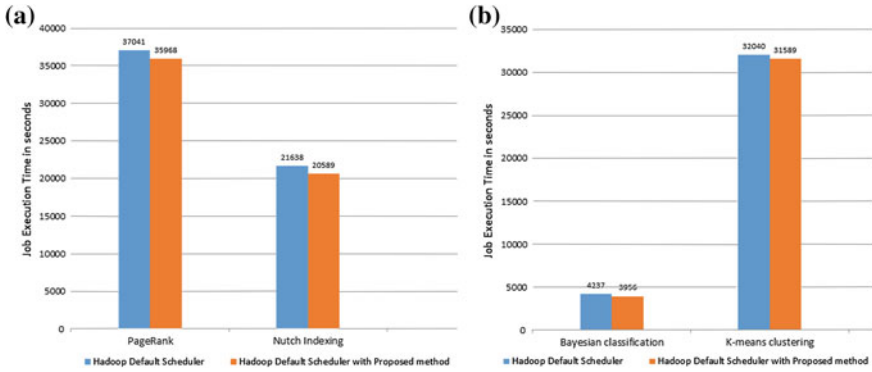 (a)
40000
35000
30000
25000
20000
15000
10000
5000
0
Job Execution Time in seconds
37041
35968
21638
20589
PageRank
Nutch Indexing
Hadoop Default Scheduler
Hadoop Default Scheduler with Proposed method
(b)
35000
30000
25000
20000
15000
10000
5000
0
Job Execution Time in seconds
4237
3956
32040
31589
Bayesian classification
K-means clustering
Hadoop Default Scheduler
Hadoop Default Scheduler with Proposed method